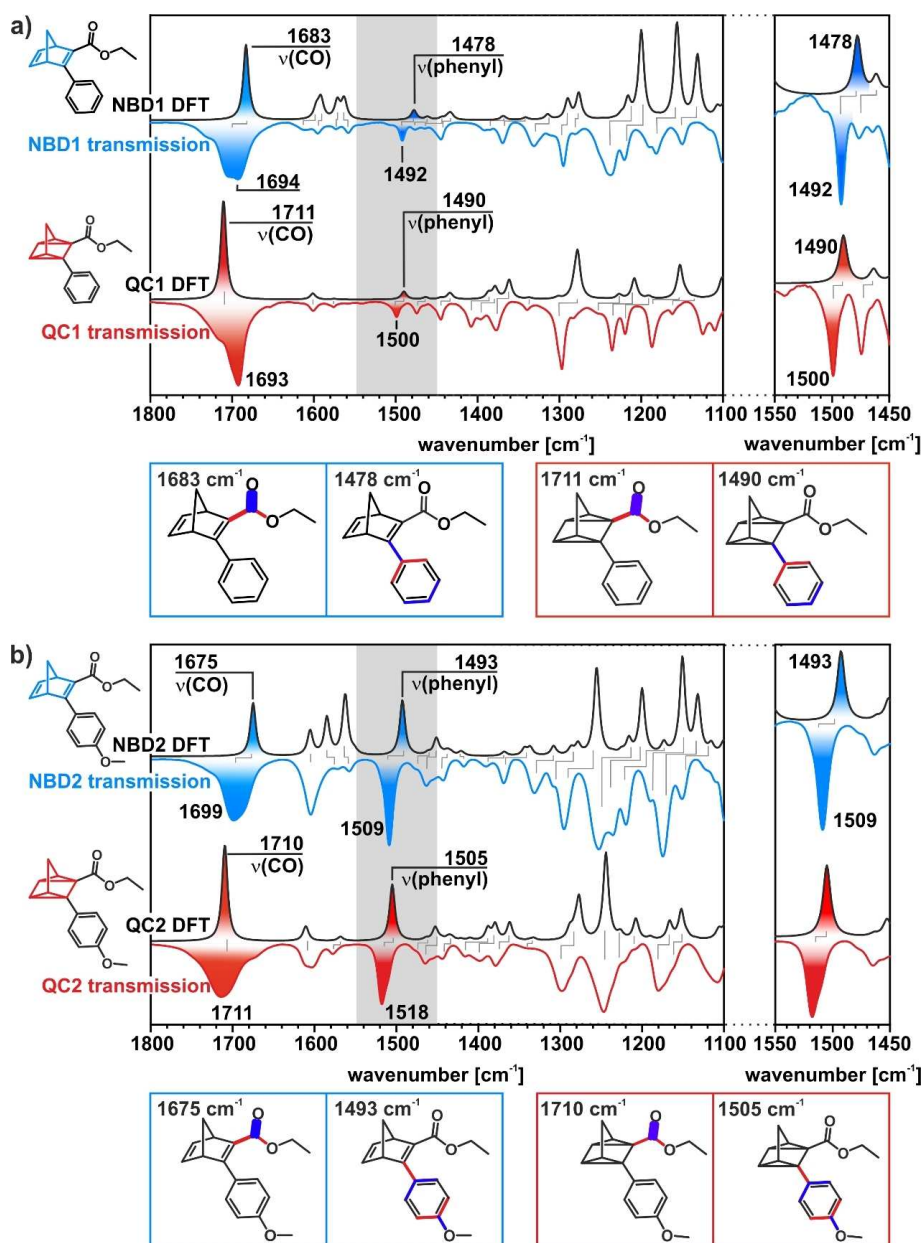 a)
O
O
1683
ν(CO)
1478
ν(phenyl)
1478
NBD1 DFT
NBD1 transmission
1492
1694
1492
1711
ν(CO)
1490
ν(phenyl)
1490
O
O
QC1 DFT
QC1 transmission
1500
1693
1500
1800 1700 1600 1500 1400 1300 1200 1100 1550 1500 1450
wavenumber [cm⁻¹] wavenumber [cm⁻¹]
1683 cm⁻¹ 1478 cm⁻¹ 1711 cm⁻¹ 1490 cm⁻¹
O O O O
O O O O
b)
O
O
O
1675
ν(CO)
1493
ν(phenyl)
1493
NBD2 DFT
NBD2 transmission
1699
1509
1509
1710
ν(CO)
1505
ν(phenyl)
1505
O
O
O
QC2 DFT
QC2 transmission
1711
1518
1518
1800 1700 1600 1500 1400 1300 1200 1100 1550 1500 1450
wavenumber [cm⁻¹] wavenumber [cm⁻¹]
1675 cm⁻¹ 1493 cm⁻¹ 1710 cm⁻¹ 1505 cm⁻¹
O O O O
O O O O
O O O O